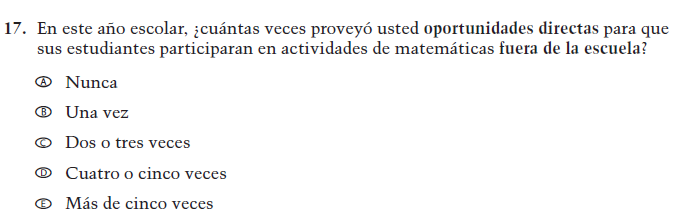 17. En este año escolar, ¿cuántas veces proveyó usted oportunidades directas para que
sus estudiantes participaran en actividades de matemáticas fuera de la escuela?
Ⓐ Nunca
Ⓑ Una vez
Ⓒ Dos o tres veces
Ⓓ Cuatro o cinco veces
Ⓔ Más de cinco veces